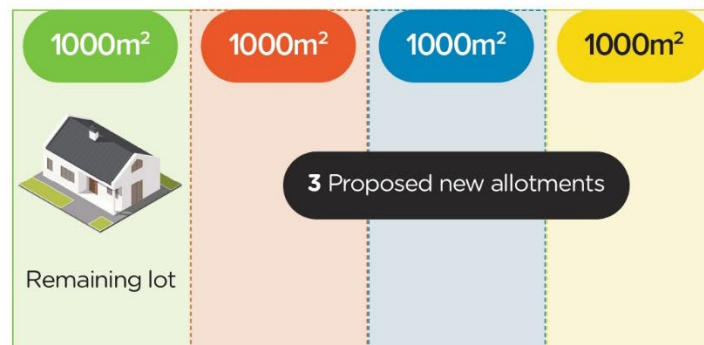 1000m²
1000m²
1000m²
1000m²
3 Proposed new allotments
Remaining lot